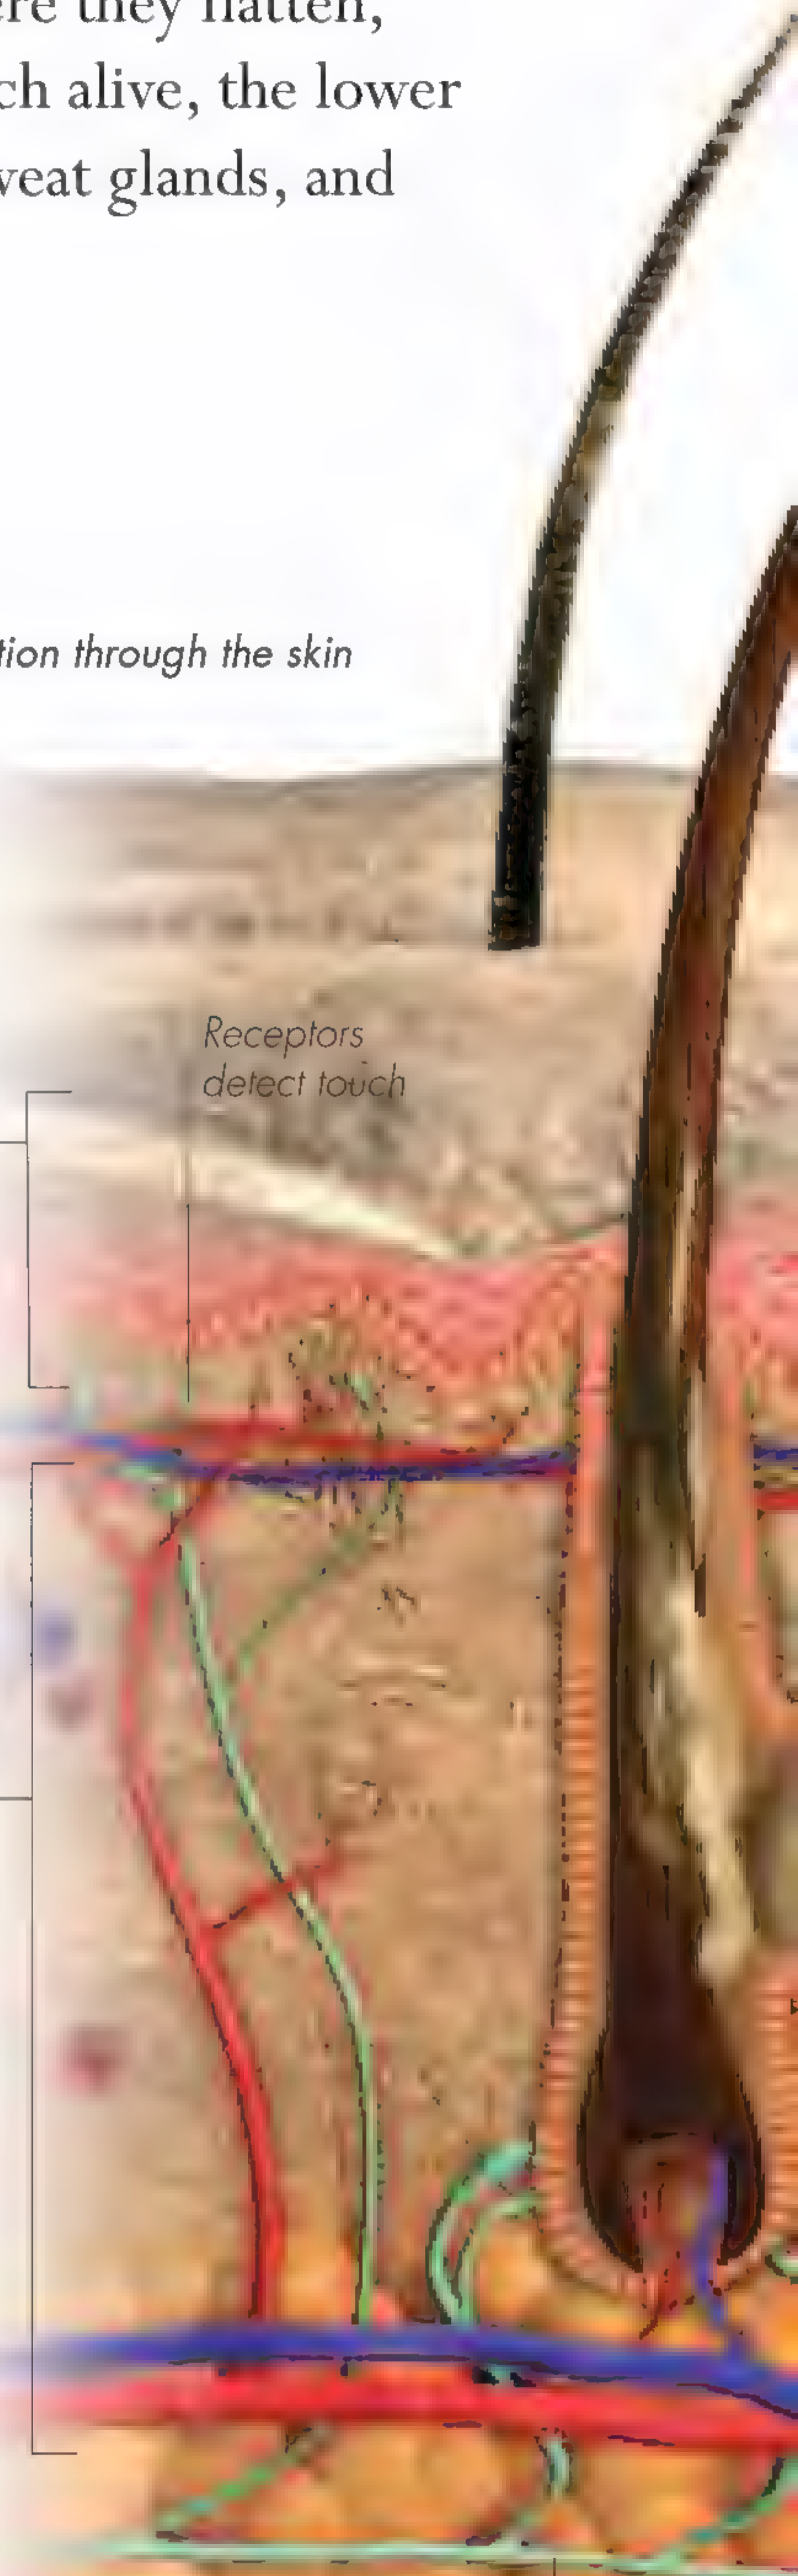 ere they flatten,
ch alive, the lower
weat glands, and
tion through the skin
Receptors
detect touch